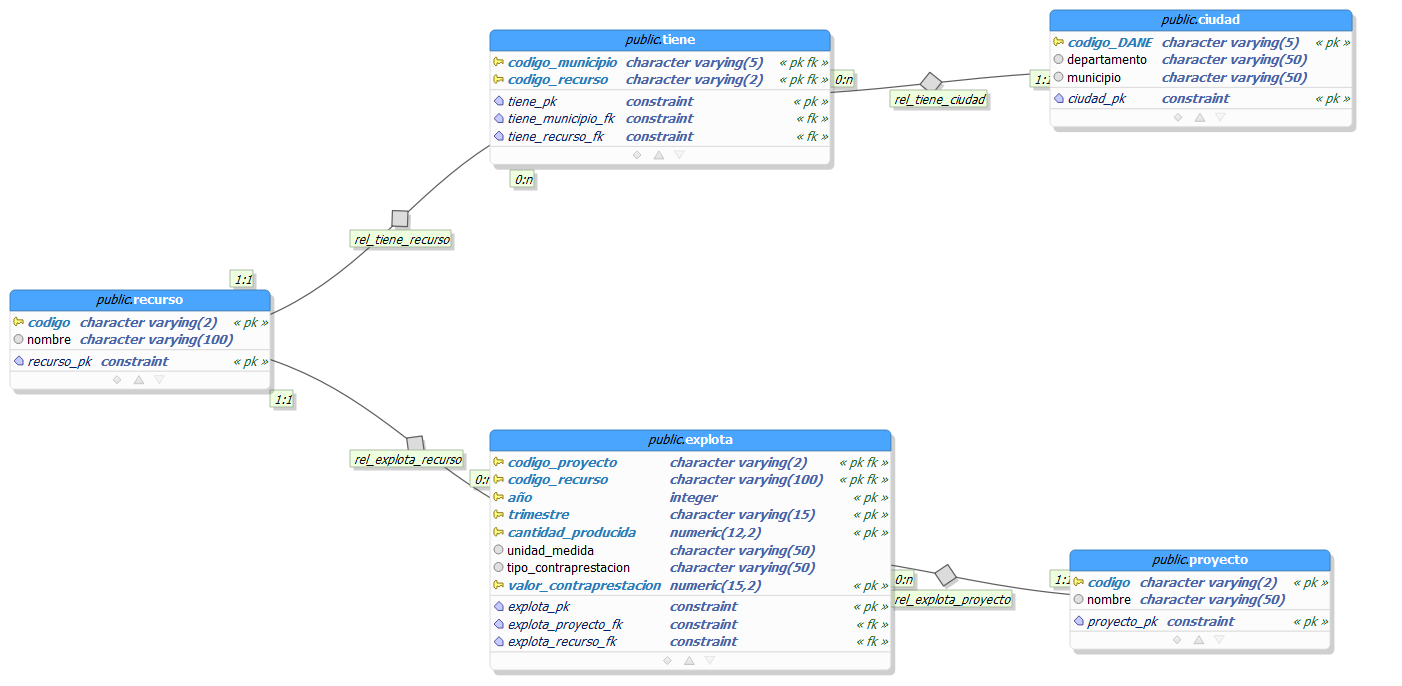 public.tiene
codigo_municipio character varying(5) « pk fk »
codigo_recurso character varying(2) « pk fk »
tiene_pk constraint « pk »
tiene_municipio_fk constraint « fk »
tiene_recurso_fk constraint « fk »
0:n
rel_tiene_ciudad
1:1
public.ciudad
codigo_DANE character varying(5) « pk »
departamento character varying(50)
municipio character varying(50)
ciudad_pk constraint « pk »
0:n
rel_tiene_recurso
1:1
public.recurso
codigo character varying(2) « pk »
nombre character varying(100)
recurso_pk constraint « pk »
1:1
rel_explota_recurso
0:n
public.explota
codigo_proyecto character varying(2) « pk fk »
codigo_recurso character varying(100) « pk fk »
año integer « pk »
trimestre character varying(15) « pk »
cantidad_producida numeric(12,2) « pk »
unidad_medida character varying(50)
tipo_contraprestacion character varying(50)
valor_contraprestacion numeric(15,2) « pk »
explota_pk constraint « pk »
explota_proyecto_fk constraint « fk »
explota_recurso_fk constraint « fk »
0:n
rel_explota_proyecto
1:1
public.proyecto
codigo character varying(2) « pk »
nombre character varying(50)
proyecto_pk constraint « pk »